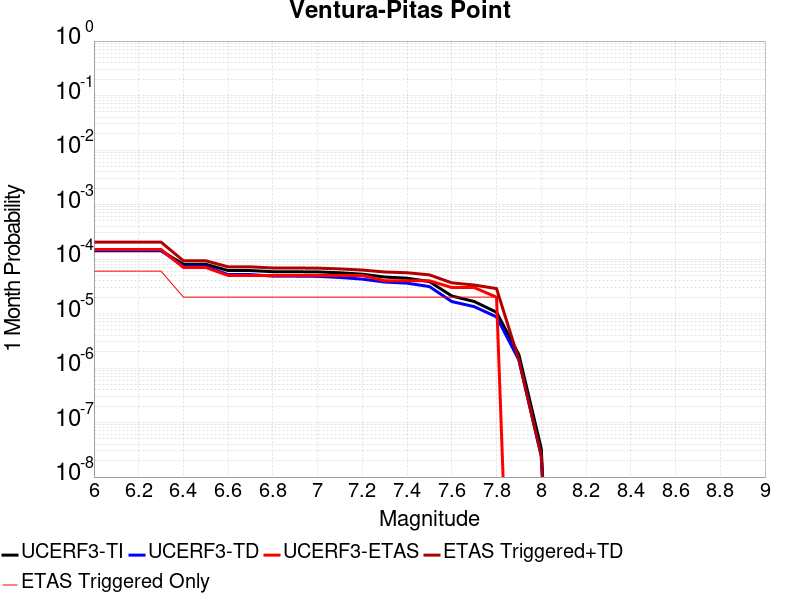 Ventura-Pitas Point
10^0
10^-1
10^-2
10^-3
10^-4
10^-5
10^-6
10^-7
10^-8
1 Month Probability
6 6.2 6.4 6.6 6.8 7 7.2 7.4 7.6 7.8 8 8.2 8.4 8.6 8.8 9
Magnitude
UCERF3-TI UCERF3-TD UCERF3-ETAS ETAS Triggered+TD
ETAS Triggered Only